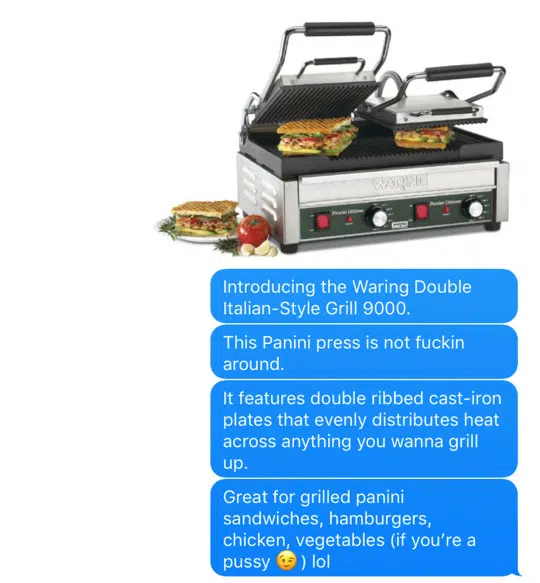 WARING
Panini Ottimo
Panini Ottimo
WARING
Introducing the Waring Double
Italian-Style Grill 9000.
This Panini press is not fuckin
around.
It features double ribbed cast-iron
plates that evenly distributes heat
across anything you wanna grill
up.
Great for grilled panini
sandwiches, hamburgers,
chicken, vegetables (if you're a
pussy 😉 ) lol